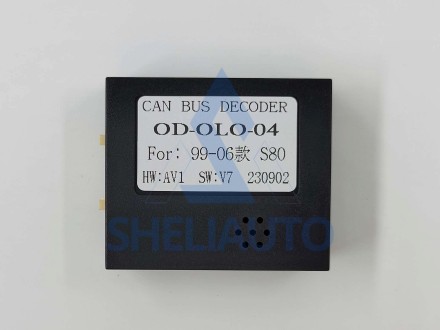 CAN BUS DECODER
OD-OLO-04
For: 99-06款 S80
HW:AV1 SW:V7 230902
SHELIAUTO